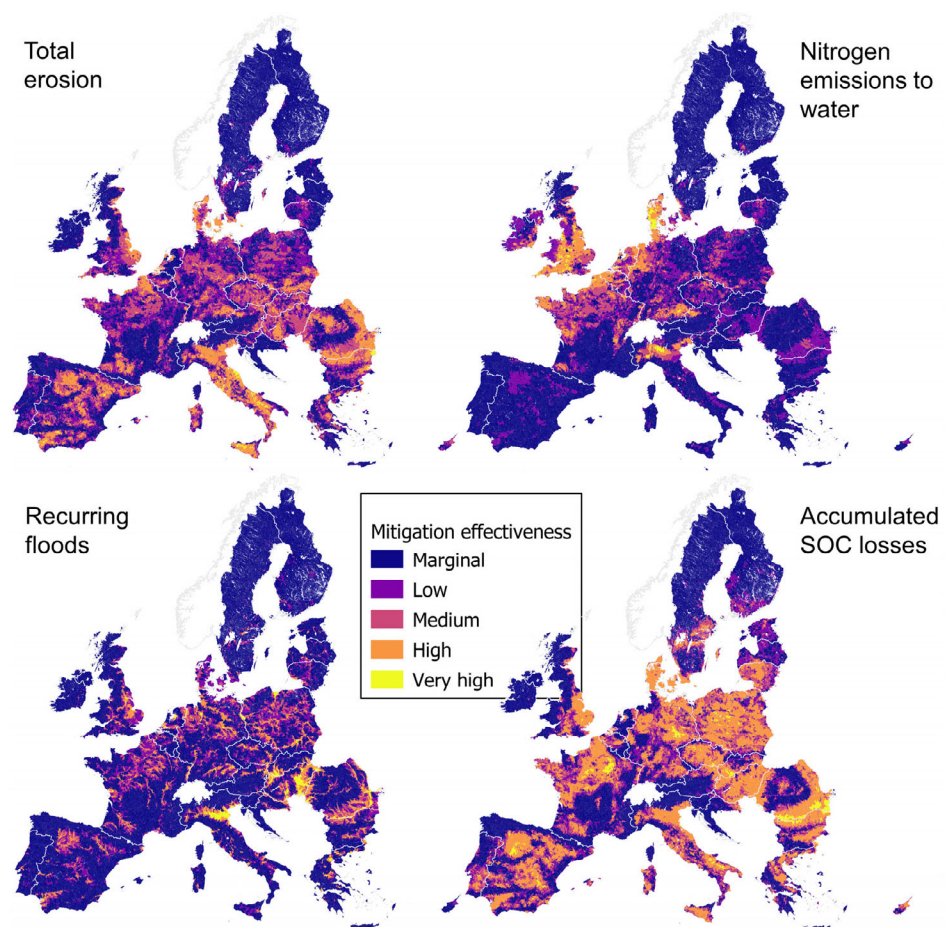 Total
erosion
Nitrogen
emissions to
water
Recurring
floods
Mitigation effectiveness
Marginal
Low
Medium
High
Very high
Accumulated
SOC losses